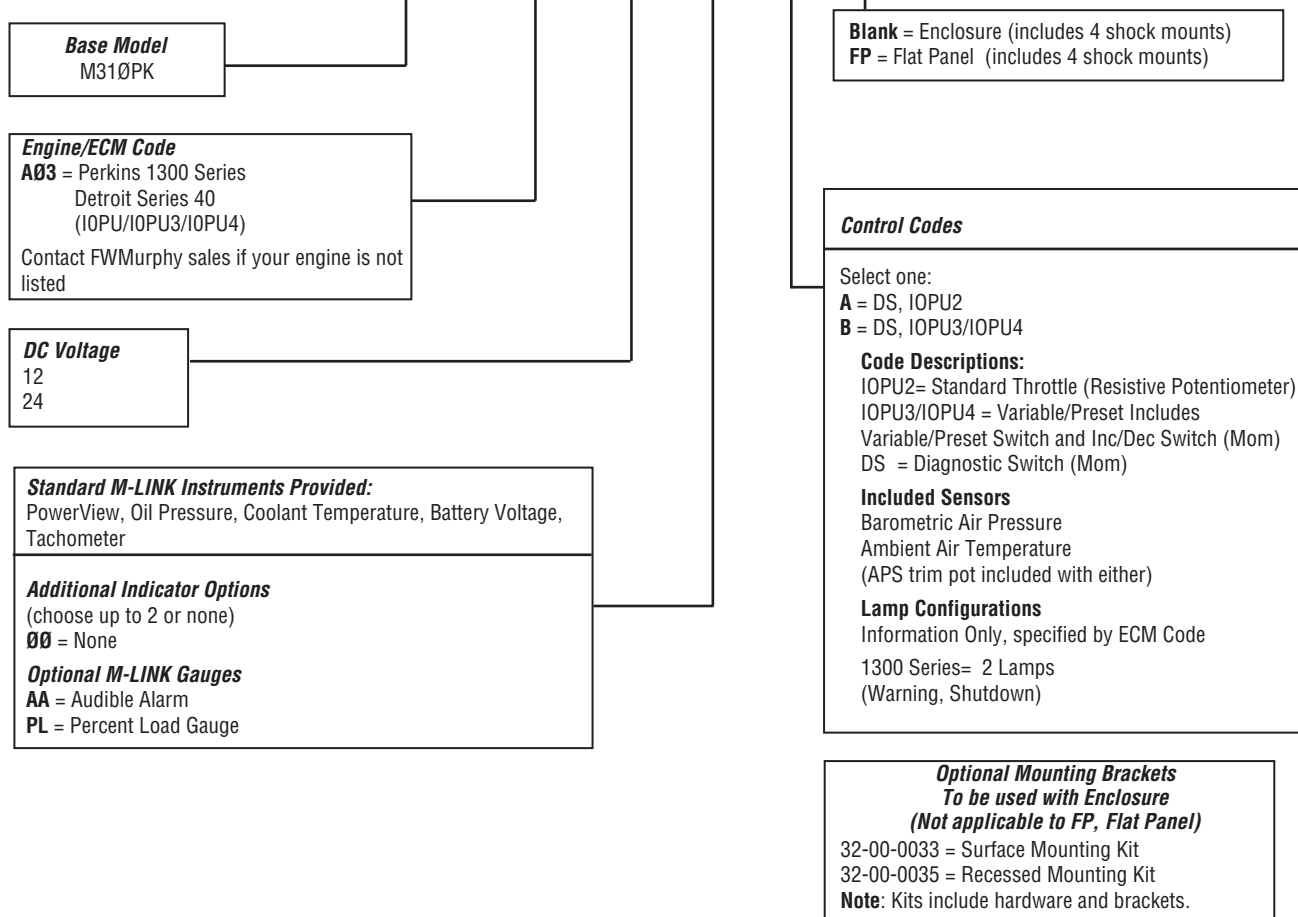 Base Model
M31ØPK
Engine/ECM Code
AØ3 = Perkins 1300 Series
Detroit Series 40
(I0PU/I0PU3/I0PU4)
Contact FWMurphy sales if your engine is not
listed
DC Voltage
12
24
Standard M-LINK Instruments Provided:
PowerView, Oil Pressure, Coolant Temperature, Battery Voltage,
Tachometer
Additional Indicator Options
(choose up to 2 or none)
ØØ = None
Optional M-LINK Gauges
AA = Audible Alarm
PL = Percent Load Gauge
Blank = Enclosure (includes 4 shock mounts)
FP = Flat Panel (includes 4 shock mounts)
Control Codes
Select one:
A = DS, IOPU2
B = DS, IOPU3/IOPU4
Code Descriptions:
IOPU2= Standard Throttle (Resistive Potentiometer)
IOPU3/IOPU4 = Variable/Preset Includes
Variable/Preset Switch and Inc/Dec Switch (Mom)
DS = Diagnostic Switch (Mom)
Included Sensors
Barometric Air Pressure
Ambient Air Temperature
(APS trim pot included with either)
Lamp Configurations
Information Only, specified by ECM Code
1300 Series= 2 Lamps
(Warning, Shutdown)
Optional Mounting Brackets
To be used with Enclosure
(Not applicable to FP, Flat Panel)
32-00-0033 = Surface Mounting Kit
32-00-0035 = Recessed Mounting Kit
Note: Kits include hardware and brackets.